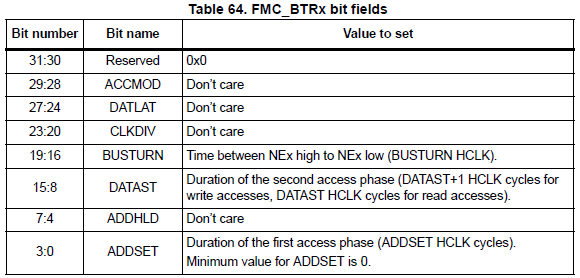 Table 64. FMC_BTRx bit fields
Bit number Bit name Value to set
31:30 Reserved 0x0
29:28 ACCMOD Don't care
27:24 DATLAT Don't care
23:20 CLKDIV Don't care
19:16 BUSTURN Time between NEx high to NEx low (BUSTURN HCLK).
15:8 DATAST Duration of the second access phase (DATAST+1 HCLK cycles for
write accesses, DATAST HCLK cycles for read accesses).
7:4 ADDHLD Don't care
3:0 ADDSET Duration of the first access phase (ADDSET HCLK cycles).
Minimum value for ADDSET is 0.